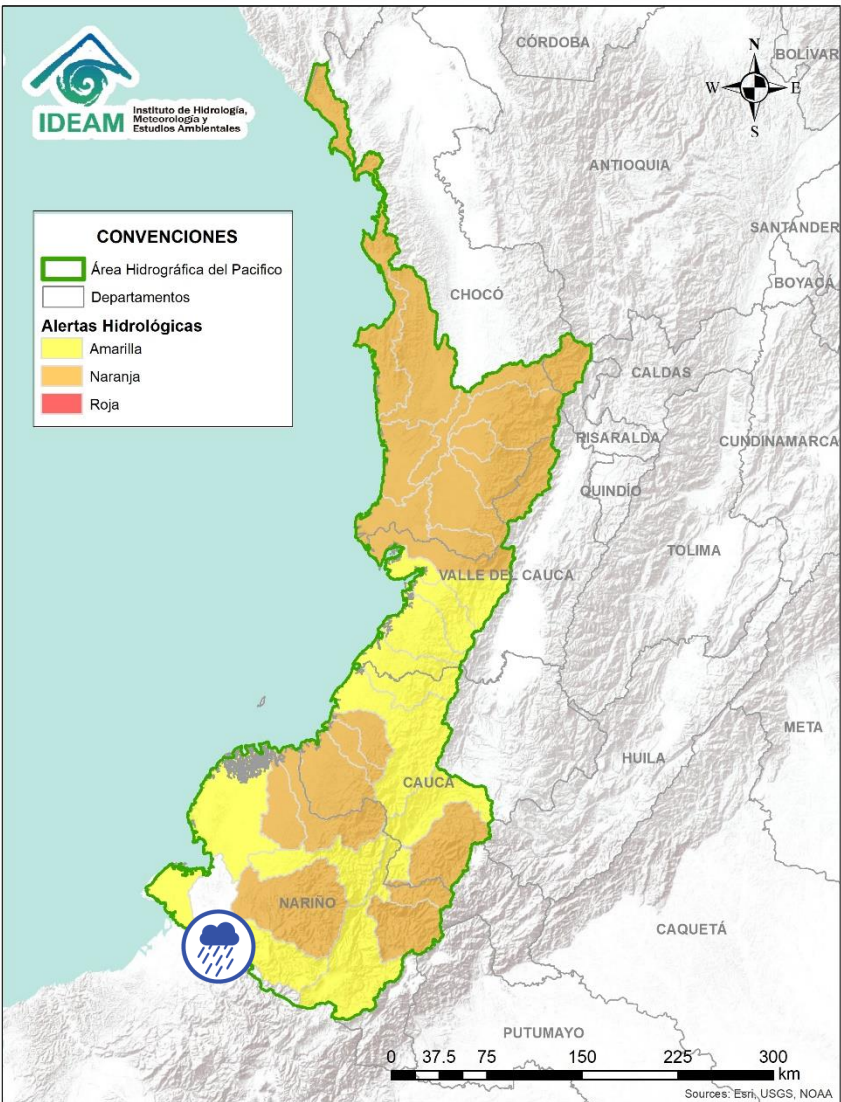 IDEAM
Instituto de Hidrología,
Meteorología y
Estudios Ambientales
CÓRDOBA
BOLÍVAR
N
W
E
S
ANTIOQUIA
SANTANDER
BOYACÁ
CONVENCIONES
Área Hidrográfica del Pacifico
Departamentos
Alertas Hidrológicas
Amarilla
Naranja
Roja
CHOCÓ
CALDAS
RISARALDA
CUNDINAMARCA
QUINDÍO
TOLIMA
VALLE DEL CAUCA
META
HUILA
CAUCA
NARIÑO
CAQUETÁ
PUTUMAYO
0 37.5 75 150 225 300
km
Sources: Esri, USGS, NOAA